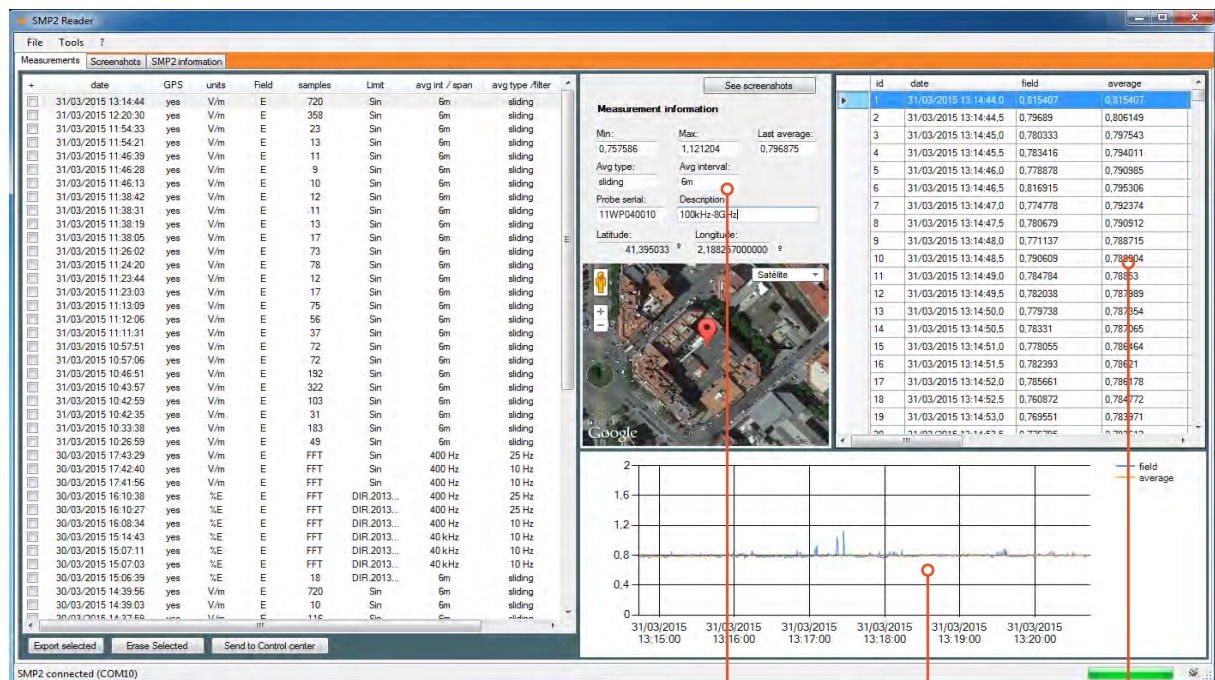 SMP2 Reader
File Tools ?
Measurements Screenshots SMP2 information
+ date GPS units Field samples Limit avg int / span avg type /filter
31/03/2015 13:14:44 yes V/m E 720 Sin 6m sliding
31/03/2015 12:20:30 yes V/m E 358 Sin 6m sliding
31/03/2015 11:54:33 yes V/m E 23 Sin 6m sliding
31/03/2015 11:54:21 yes V/m E 13 Sin 6m sliding
31/03/2015 11:46:39 yes V/m E 11 Sin 6m sliding
31/03/2015 11:46:28 yes V/m E 9 Sin 6m sliding
31/03/2015 11:46:13 yes V/m E 10 Sin 6m sliding
31/03/2015 11:38:42 yes V/m E 12 Sin 6m sliding
31/03/2015 11:38:31 yes V/m E 11 Sin 6m sliding
31/03/2015 11:38:19 yes V/m E 13 Sin 6m sliding
31/03/2015 11:38:05 yes V/m E 17 Sin 6m sliding
31/03/2015 11:26:02 yes V/m E 73 Sin 6m sliding
31/03/2015 11:24:20 yes V/m E 78 Sin 6m sliding
31/03/2015 11:23:44 yes V/m E 12 Sin 6m sliding
31/03/2015 11:23:03 yes V/m E 17 Sin 6m sliding
31/03/2015 11:13:09 yes V/m E 75 Sin 6m sliding
31/03/2015 11:12:06 yes V/m E 56 Sin 6m sliding
31/03/2015 11:11:31 yes V/m E 37 Sin 6m sliding
31/03/2015 10:57:51 yes V/m E 72 Sin 6m sliding
31/03/2015 10:57:06 yes V/m E 72 Sin 6m sliding
31/03/2015 10:46:51 yes V/m E 192 Sin 6m sliding
31/03/2015 10:43:57 yes V/m E 322 Sin 6m sliding
31/03/2015 10:42:59 yes V/m E 103 Sin 6m sliding
31/03/2015 10:42:35 yes V/m E 31 Sin 6m sliding
31/03/2015 10:33:38 yes V/m E 183 Sin 6m sliding
31/03/2015 10:26:59 yes V/m E 49 Sin 6m sliding
30/03/2015 17:43:29 yes V/m E FFT Sin 400 Hz 25 Hz
30/03/2015 17:42:40 yes V/m E FFT Sin 400 Hz 10 Hz
30/03/2015 17:41:56 yes V/m E FFT Sin 400 Hz 10 Hz
30/03/2015 16:10:38 yes %E E FFT DIR.2013... 400 Hz 25 Hz
30/03/2015 16:10:27 yes %E E FFT DIR.2013... 400 Hz 25 Hz
30/03/2015 16:08:34 yes %E E FFT DIR.2013... 400 Hz 10 Hz
30/03/2015 15:14:43 yes %E E FFT DIR.2013... 40 kHz 10 Hz
30/03/2015 15:07:11 yes %E E FFT DIR.2013... 40 kHz 10 Hz
30/03/2015 15:07:03 yes %E E FFT DIR.2013... 40 kHz 10 Hz
30/03/2015 15:06:39 yes %E E 18 DIR.2013... 6m sliding
30/03/2015 14:39:56 yes V/m E 720 Sin 6m sliding
30/03/2015 14:39:03 yes V/m E 10 Sin 6m sliding
30/03/2015 14:37:59 yes V/m E 116 Sin 6m sliding
Export selected Erase Selected Send to Control center
See screenshots
Measurement information
Min: Max: Last average:
0,757586 1,121204 0,796875
Avg type: Avg interval:
sliding 6m
Probe serial: Description
11WP040010 100kHz-8GHz
Latitude: Longitude:
41,395033 º 2,188267000000 º
Satélite
+
−
Google
id date field average
1 31/03/2015 13:14:44,0 0,815407 0,815407
2 31/03/2015 13:14:44,5 0,79689 0,806149
3 31/03/2015 13:14:45,0 0,780333 0,797543
4 31/03/2015 13:14:45,5 0,783416 0,794011
5 31/03/2015 13:14:46,0 0,778878 0,790985
6 31/03/2015 13:14:46,5 0,816915 0,795306
7 31/03/2015 13:14:47,0 0,774778 0,792374
8 31/03/2015 13:14:47,5 0,780679 0,790912
9 31/03/2015 13:14:48,0 0,771137 0,788715
10 31/03/2015 13:14:48,5 0,790609
11 31/03/2015 13:14:49,0 0,784784 0,78853
12 31/03/2015 13:14:49,5 0,782038 0,787989
13 31/03/2015 13:14:50,0 0,779738 0,787354
14 31/03/2015 13:14:50,5 0,78331 0,787065
15 31/03/2015 13:14:51,0 0,778055 0,786464
16 31/03/2015 13:14:51,5 0,782393 0,78621
17 31/03/2015 13:14:52,0 0,785661 0,786178
18 31/03/2015 13:14:52,5 0,760872 0,784772
19 31/03/2015 13:14:53,0 0,769551 0,783971
20 31/03/2015 13:14:53,5
2
1,6
1,2
0,8
0,4
0
31/03/2015 31/03/2015 31/03/2015 31/03/2015 31/03/2015 31/03/2015
13:15:00 13:16:00 13:17:00 13:18:00 13:19:00 13:20:00
field
average
SMP2 connected (COM10)